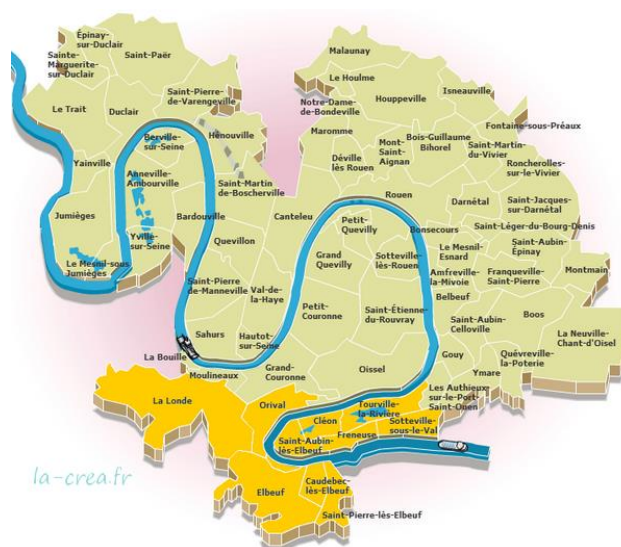 Épinay-
sur-Duclair
Sainte-
Marguerite-
sur-Duclair
Saint-Paër
Malaunay
Saint-Pierre-
de-Varengeville
Le Houlme
Isneauville
Le Trait
Duclair
Notre-Dame-
de-Bondeville
Houppeville
Fontaine-sous-Préaux
Berville-
sur-Seine
Hénouville
Maromme
Bois-Guillaume
Bihorel
Saint-Martin
du-Vivier
Yainville
Mont-
Saint-
Aignan
Déville
lès Rouen
Roncherolles-
sur-le-Vivier
Anneville-
Ambourville
Saint-Martin
de-Boscherville
Rouen
Darnétal
Saint-Jacques
sur-Darnétal
Jumièges
Bardouville
Canteleu
Petit-
Quevilly
Bonsecours
Saint-Léger-du-Bourg-Denis
Yville-
sur-Seine
Quevillon
Grand
Quevilly
Sotteville-
lès-Rouen
Le Mesnil-
Esnard
Saint-Aubin-
Épinay
Le Mesnil-sous
Jumièges
Saint-Pierre
de-Manneville
Val-de-
la-Haye
Amfreville-
la-Mivoie
Franqueville-
Saint-Pierre
Montmain
Belbeuf
Petit-
Couronne
Saint-Étienne-
du-Rouvray
Saint-Aubin-
Celloville
Boos
Sahurs
Hautot-
sur-Seine
La Neuville-
Chant-d'Oisel
La Bouille
Moulineaux
Grand-
Couronne
Oissel
Gouy
Quévreville-
la-Poterie
Ymare
Les Authieux-
sur-le-Port-
Saint-Ouen
La Londe
Orival
Tourville-
la-Rivière
Cléon
Sotteville-
sous-le-Val
Freneuse
Saint-Aubin
lès-Elbeuf
la-crea.fr
Caudebec-
lès-Elbeuf
Elbeuf
Saint-Pierre-lès-Elbeuf